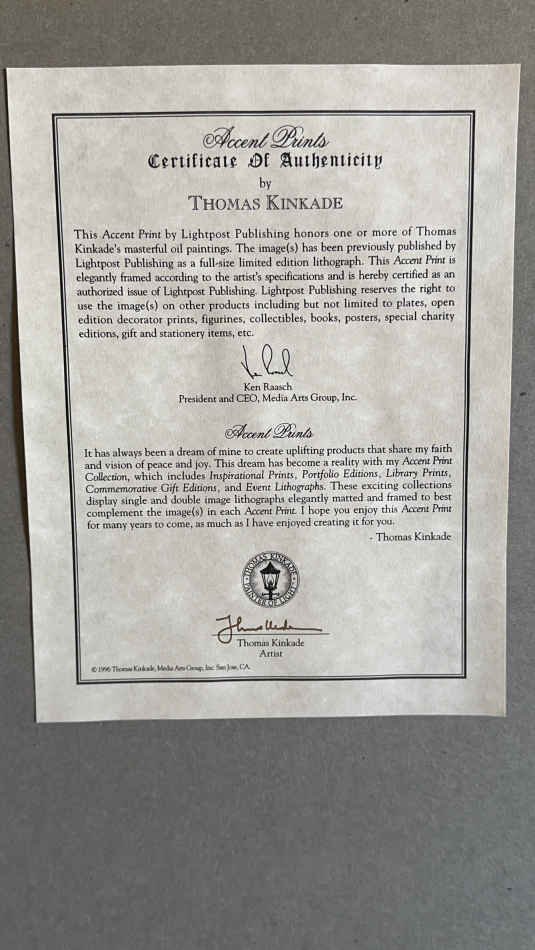 Accent Prints
Certificate Of Authenticity
by
THOMAS KINKADE
This Accent Print by Lightpost Publishing honors one or more of Thomas
Kinkade's masterful oil paintings. The image(s) has been previously published by
Lightpost Publishing as a full-size limited edition lithograph. This Accent Print is
elegantly framed according to the artist's specifications and is hereby certified as an
authorized issue of Lightpost Publishing. Lightpost Publishing reserves the right to
use the image(s) on other products including but not limited to plates, open
edition decorator prints, figurines, collectibles, books, posters, special charity
editions, gift and stationery items, etc.
Ken Raasch
President and CEO, Media Arts Group, Inc.
Accent Prints
It has always been a dream of mine to create uplifting products that share my faith
and vision of peace and joy. This dream has become a reality with my Accent Print
Collection, which includes Inspirational Prints, Portfolio Editions, Library Prints,
Commemorative Gift Editions, and Event Lithographs. These exciting collections
display single and double image lithographs elegantly matted and framed to best
complement the image(s) in each Accent Print. I hope you enjoy this Accent Print
for many years to come, as much as I have enjoyed creating it for you.
- Thomas Kinkade
THOMAS KINKADE
PAINTER OF LIGHT
Thomas Kinkade
Artist
© 1996 Thomas Kinkade, Media Arts Group, Inc. San Jose, CA.